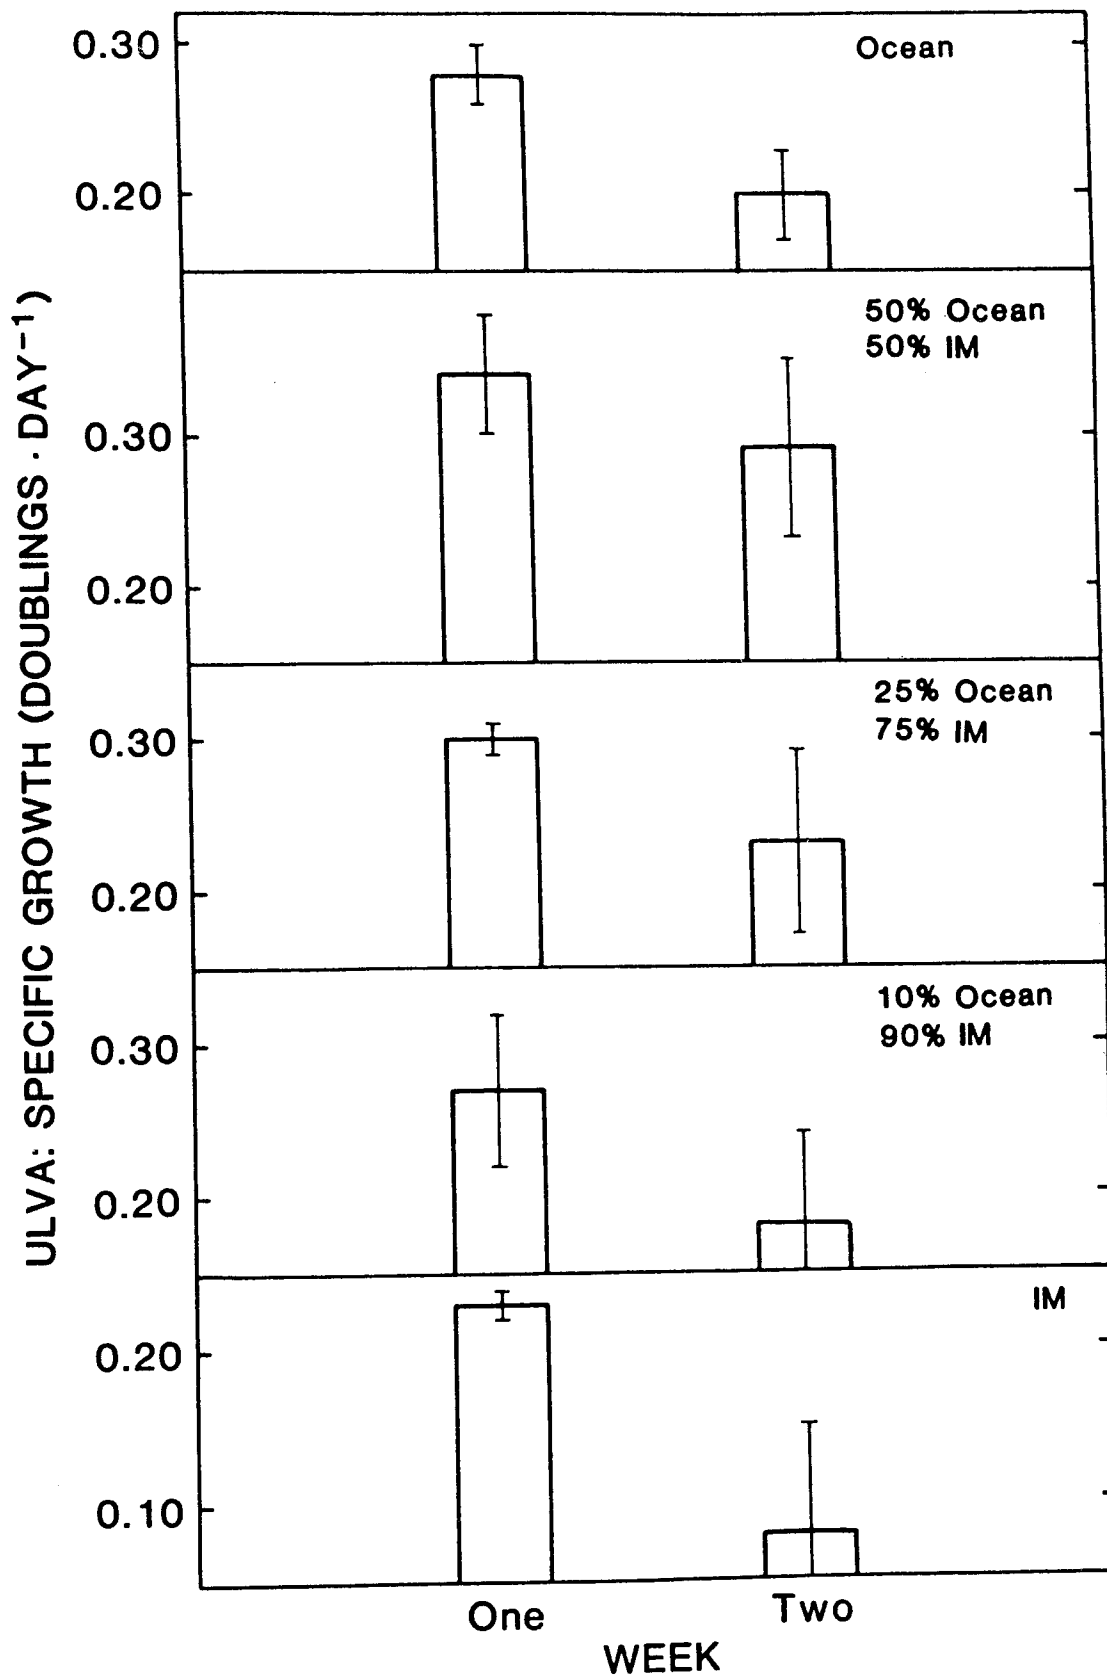 ULVA: SPECIFIC GROWTH (DOUBLINGS · DAY⁻¹)
Ocean
0.30
0.20
50% Ocean
50% IM
0.30
0.20
25% Ocean
75% IM
0.30
0.20
10% Ocean
90% IM
0.30
0.20
IM
0.20
0.10
One Two
WEEK